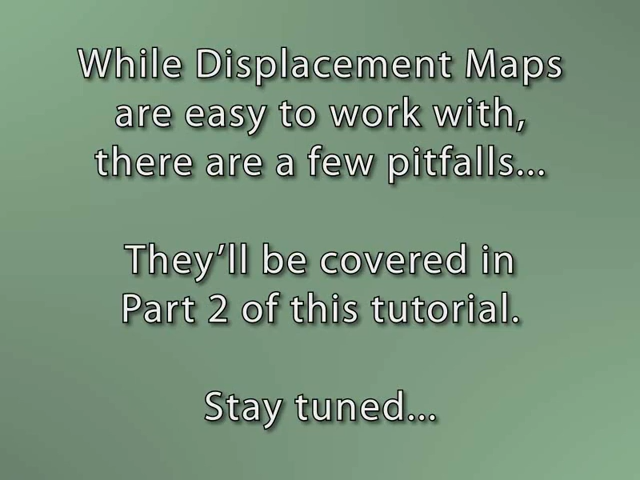 While Displacement Maps
are easy to work with,
there are a few pitfalls...
They’ll be covered in
Part 2 of this tutorial.
Stay tuned...